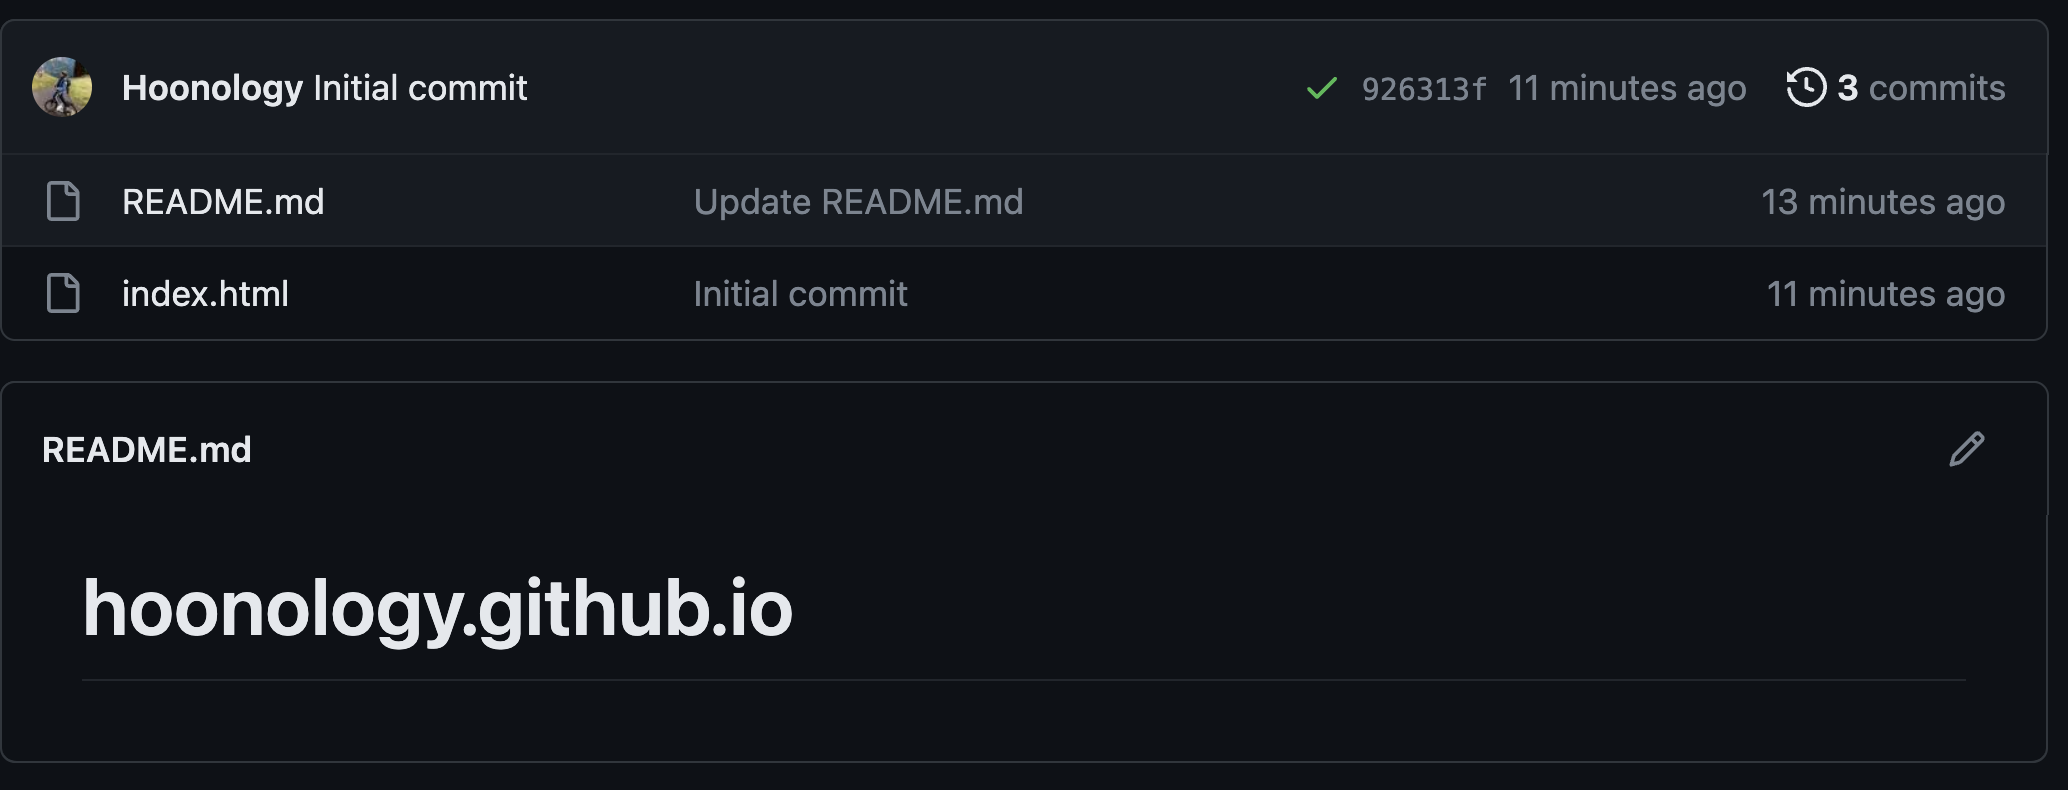 Hoonology Initial commit 926313f 11 minutes ago 3 commits
README.md Update README.md 13 minutes ago
index.html Initial commit 11 minutes ago
README.md
hoonology.github.io